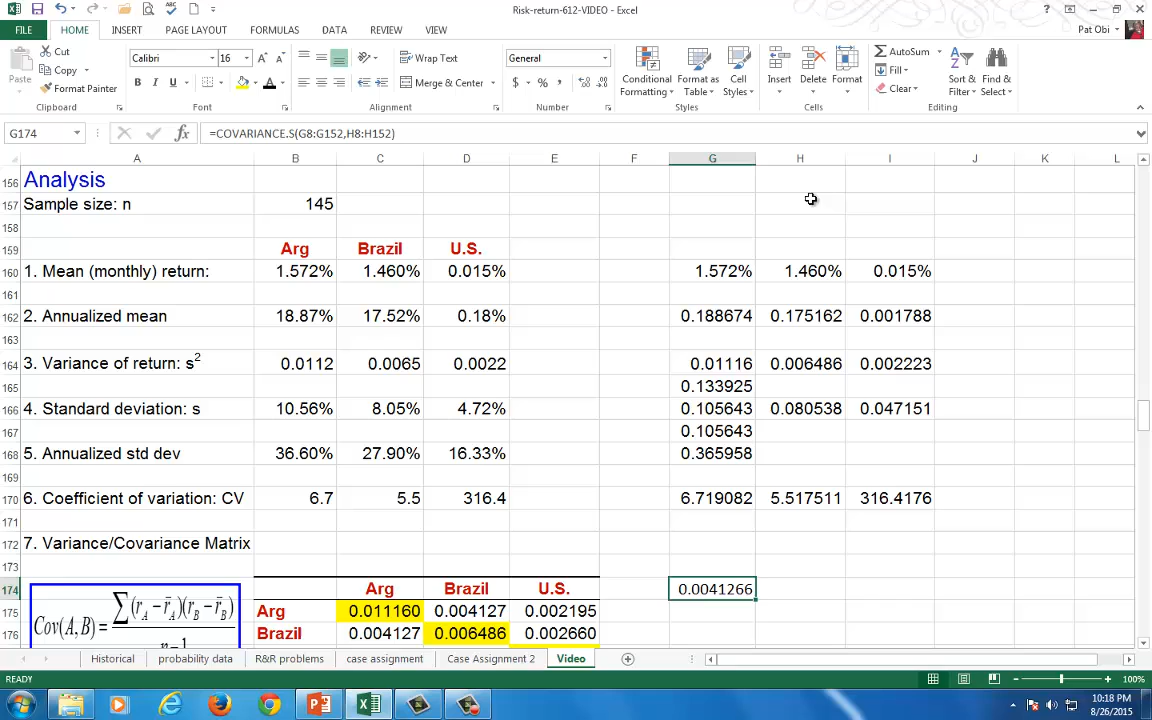 Risk-return-612-VIDEO - Excel
FILE HOME INSERT PAGE LAYOUT FORMULAS DATA REVIEW VIEW Pat Obi
Paste Cut Copy Format Painter Clipboard
Calibri 16 B I U Font
Wrap Text Merge & Center Alignment
General $ % , Number
Conditional Formatting Format as Table Cell Styles Styles
Insert Delete Format Cells
AutoSum Fill Clear Sort & Filter Find & Select Editing
G174 fx =COVARIANCE.S(G8:G152,H8:H152)
A B C D E F G H I J K L
156 Analysis
157 Sample size: n 145
158
159 Arg Brazil U.S.
160 1. Mean (monthly) return: 1.572% 1.460% 0.015% 1.572% 1.460% 0.015%
161
162 2. Annualized mean 18.87% 17.52% 0.18% 0.188674 0.175162 0.001788
163
164 3. Variance of return: s2 0.0112 0.0065 0.0022 0.01116 0.006486 0.002223
165 0.133925
166 4. Standard deviation: s 10.56% 8.05% 4.72% 0.105643 0.080538 0.047151
167 0.105643
168 5. Annualized std dev 36.60% 27.90% 16.33% 0.365958
169
170 6. Coefficient of variation: CV 6.7 5.5 316.4 6.719082 5.517511 316.4176
171
172 7. Variance/Covariance Matrix
173
174 Arg Brazil U.S. 0.0041266
175 Arg 0.011160 0.004127 0.002195
176 Brazil 0.004127 0.006486 0.002660
Cov(A,B) = ∑(rA − r̄A)(rB − r̄B)
Historical probability data R&R problems case assignment Case Assignment 2 Video
READY 100%
10:18 PM
8/26/2015